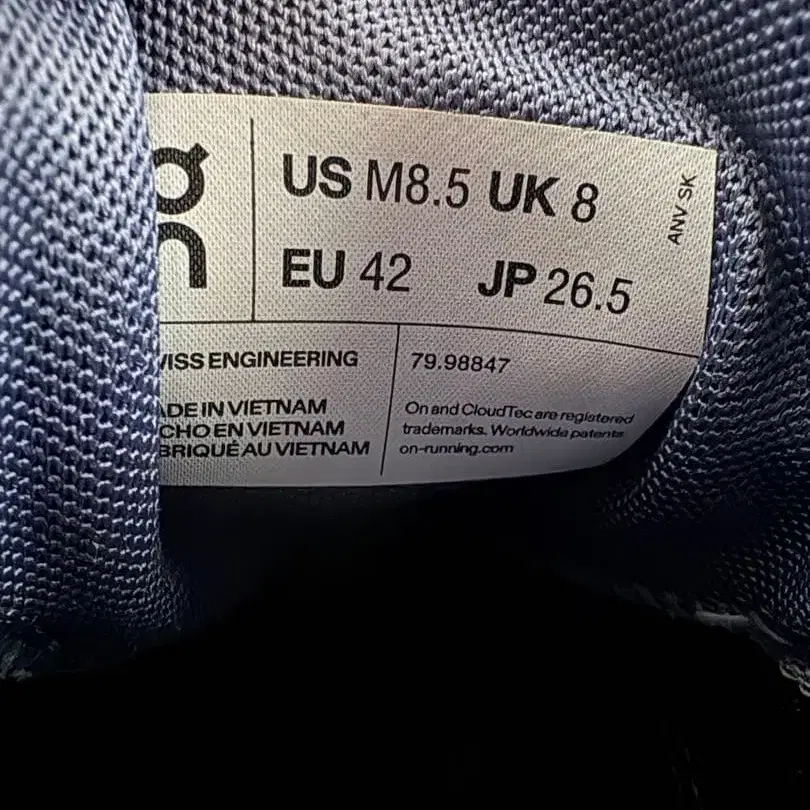 on
US M8.5 UK 8
EU 42 JP 26.5
ANV SK
WISS ENGINEERING
79.98847
ADE IN VIETNAM
CHO EN VIETNAM
BRIQUÉ AU VIETNAM
On and CloudTec are registered
trademarks. Worldwide patents
on-running.com